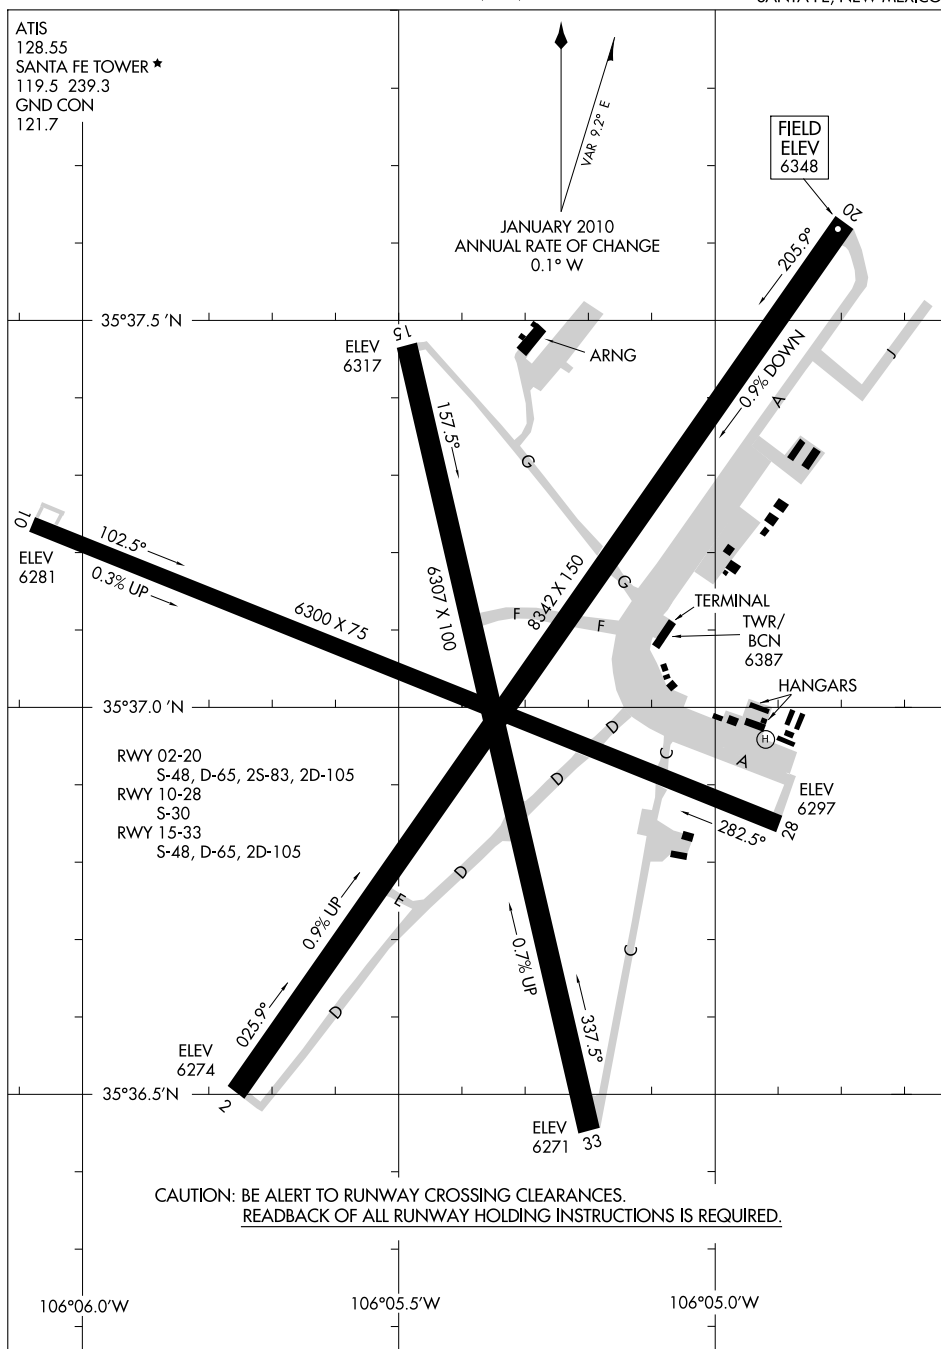 SANTA FE, NEW MEXICO
ATIS
128.55
SANTA FE TOWER ★
119.5 239.3
GND CON
121.7
VAR 9.2° E
JANUARY 2010
ANNUAL RATE OF CHANGE
0.1° W
FIELD
ELEV
6348
20
205.9°
0.9% DOWN
35°37.5 'N
ELEV
6317
15
157.5°
ARNG
J
A
G
10
ELEV
6281
102.5°
0.3% UP
6300 X 75
6307 X 100
8342 X 150
G
F
F
TERMINAL
TWR/
BCN
6387
HANGARS
H
35°37.0 'N
D
C
A
D
RWY 02-20
S-48, D-65, 2S-83, 2D-105
RWY 10-28
S-30
RWY 15-33
S-48, D-65, 2D-105
ELEV
6297
28
282.5°
D
E
0.9% UP
0.7% UP
C
D
025.9°
337.5°
ELEV
6274
2
35°36.5'N
ELEV
6271
33
CAUTION: BE ALERT TO RUNWAY CROSSING CLEARANCES.
READBACK OF ALL RUNWAY HOLDING INSTRUCTIONS IS REQUIRED.
106°06.0'W
106°05.5'W
106°05.0'W